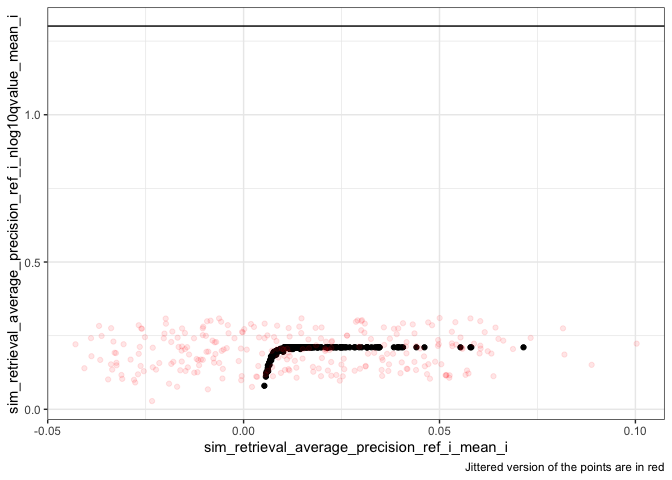 sim_retrieval_average_precision_ref_i_nlog10qvalue_mean_i
1.0
0.5
0.0
-0.05
0.00
0.05
0.10
sim_retrieval_average_precision_ref_i_mean_i
Jittered version of the points are in red